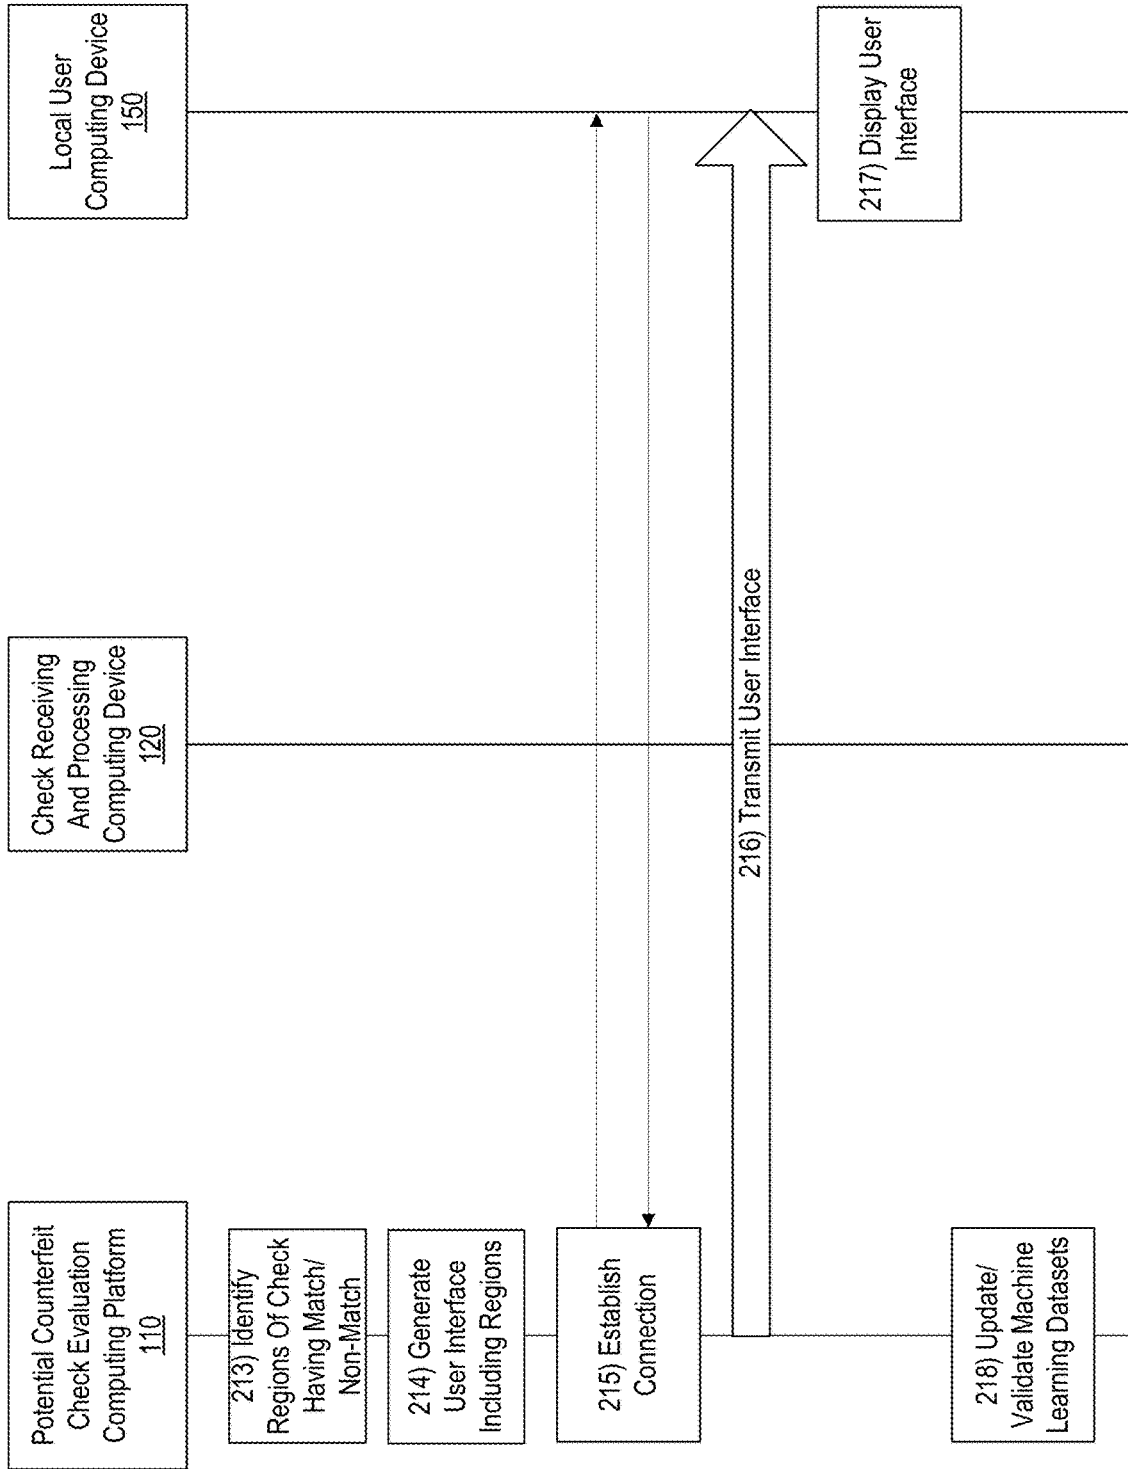 Potential Counterfeit
Check Evaluation
Computing Platform
110
Check Receiving
And Processing
Computing Device
120
Local User
Computing Device
150
213) Identify
Regions Of Check
Having Match/
Non-Match
214) Generate
User Interface
Including Regions
215) Establish
Connection
216) Transmit User Interface
217) Display User
Interface
218) Update/
Validate Machine
Learning Datasets